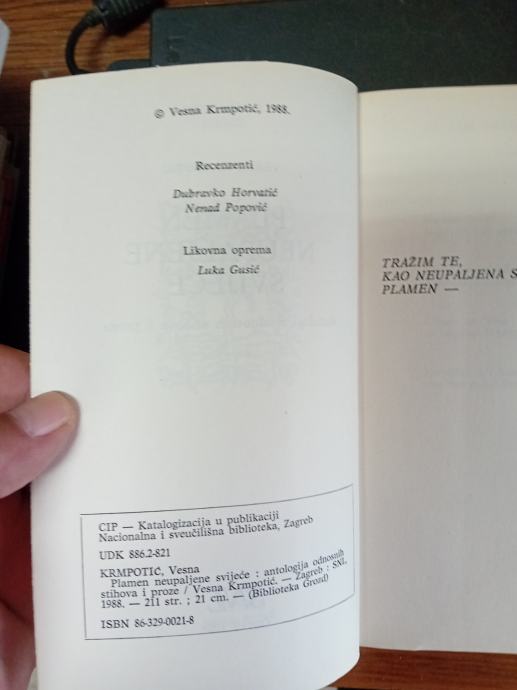 © Vesna Krmpotić, 1988.
Recenzenti
Dubravko Horvatić
Nenad Popović
Likovna oprema
Luka Gusić
CIP — Katalogizacija u publikaciji
Nacionalna i sveučilišna biblioteka, Zagreb
UDK 886.2-821
KRMPOTIĆ, Vesna
Plamen neupaljene svijeće : antologija odnosnih
stihova i proze / Vesna Krmpotić. — Zagreb : SNL,
1988. — 211 str. ; 21 cm. — (Biblioteka Grozd)
ISBN 86-329-0021-8
TRAŽIM TE,
KAO NEUPALJENA S
PLAMEN —